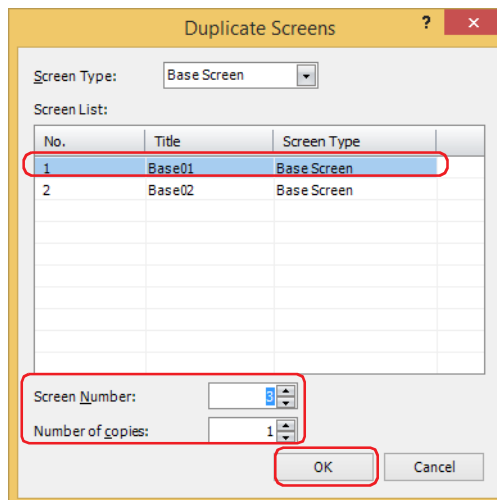 Duplicate Screens ? ×
Screen Type: Base Screen
Screen List:
No. Title Screen Type
1 Base01 Base Screen
2 Base02 Base Screen
Screen Number: 3
Number of copies: 1
OK Cancel